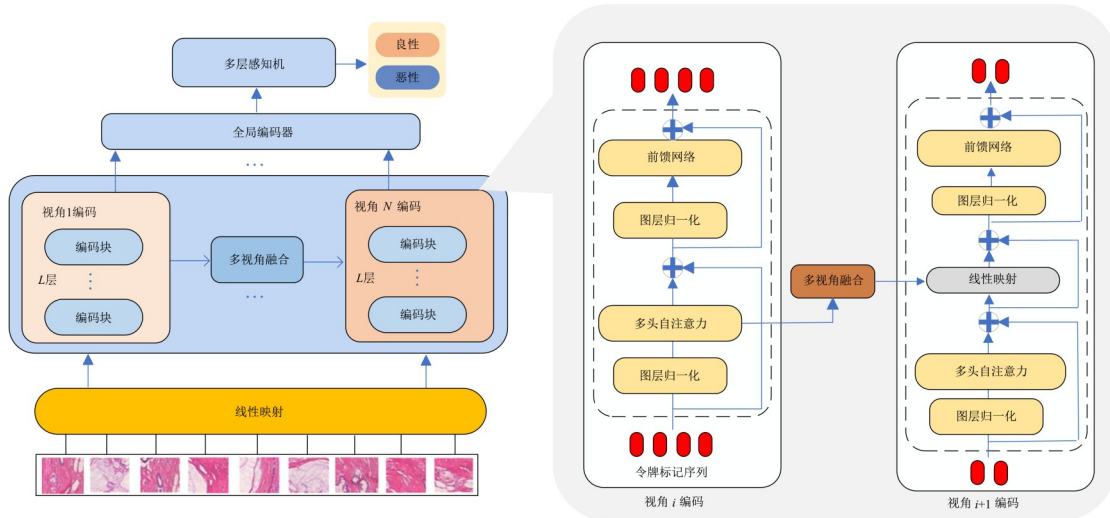 多层感知机
良性
恶性
全局编码器
…
视角1编码
编码块
L层
⋮
编码块
多视角融合
…
视角 N 编码
编码块
L层
⋮
编码块
线性映射
前馈网络
图层归一化
多头自注意力
图层归一化
令牌标记序列
视角 i 编码
多视角融合
前馈网络
图层归一化
线性映射
多头自注意力
图层归一化
视角 i+1 编码